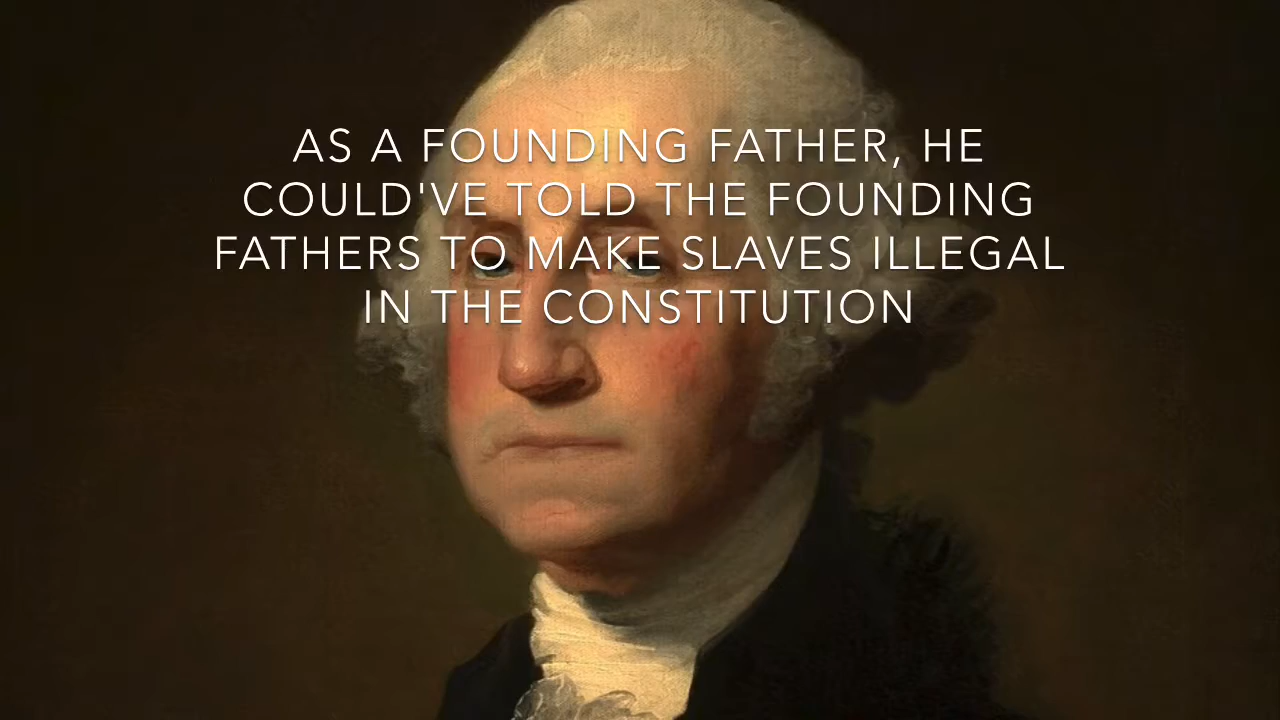 AS A FOUNDING FATHER, HE
COULD'VE TOLD THE FOUNDING
FATHERS TO MAKE SLAVES ILLEGAL
IN THE CONSTITUTION